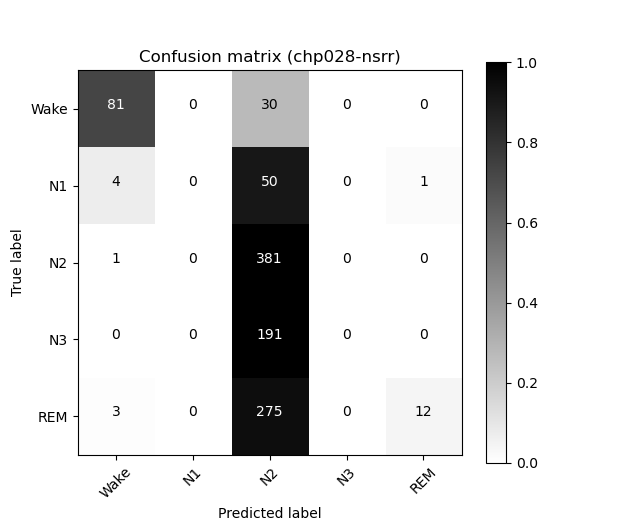 Confusion matrix (chp028-nsrr)
1.0
Wake 81 0 30 0 0
0.8
N1 4 0 50 0 1
0.6
N2 1 0 381 0 0
0.4
N3 0 0 191 0 0
0.2
REM 3 0 275 0 12
0.0
True label
Wake N1 N2 N3 REM
Predicted label